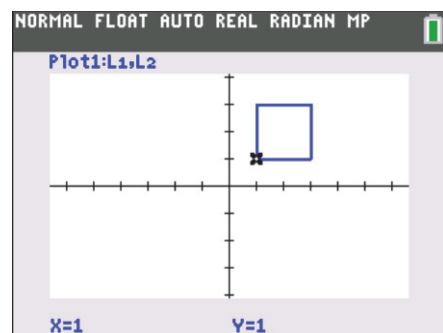 NORMAL FLOAT AUTO REAL RADIAN MP
Plot1:L₁,L₂
X=1 Y=1